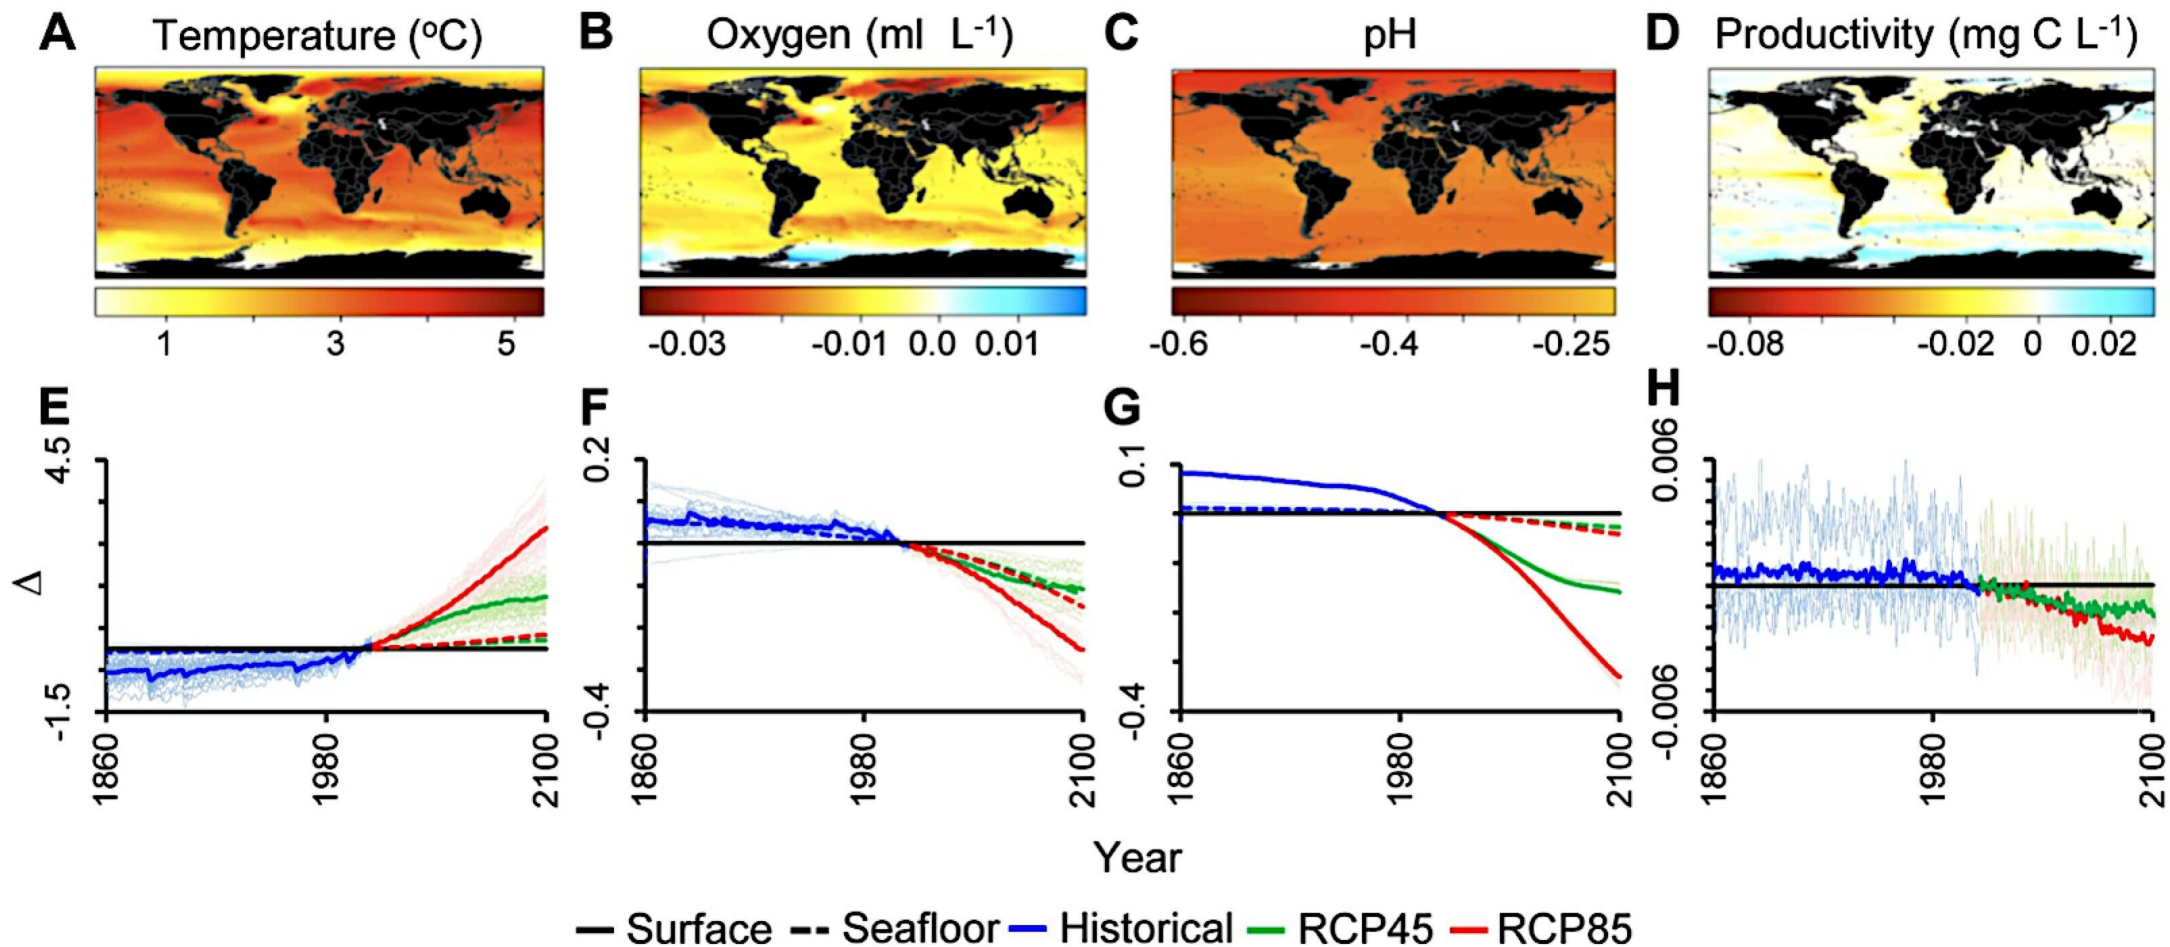 A Temperature (ºC)
B Oxygen (ml L-1)
C pH
D Productivity (mg C L-1)
1 3 5
-0.03 -0.01 0.0 0.01
-0.6 -0.4 -0.25
-0.08 -0.02 0 0.02
E
F
G
H
Δ
4.5
-1.5
1860 1980 2100
0.2
-0.4
1860 1980 2100
0.1
-0.4
1860 1980 2100
0.006
-0.006
1860 1980 2100
Year
Surface Seafloor Historical RCP45 RCP85